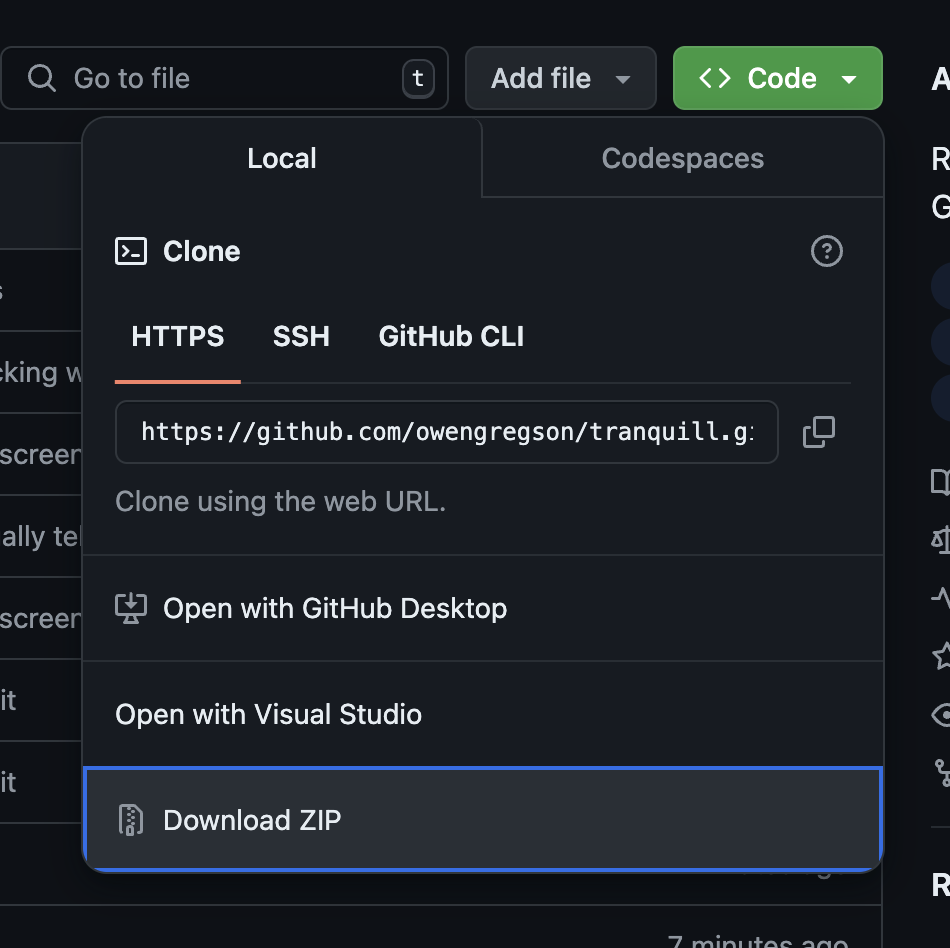 Go to file
t
Add file
Code
Local
Codespaces
Clone
HTTPS
SSH
GitHub CLI
https://github.com/owengregson/tranquill.g
Clone using the web URL.
Open with GitHub Desktop
Open with Visual Studio
Download ZIP
cking w
screen
ally tel
screen
it
it
7 minutes ago
A
R
G
R